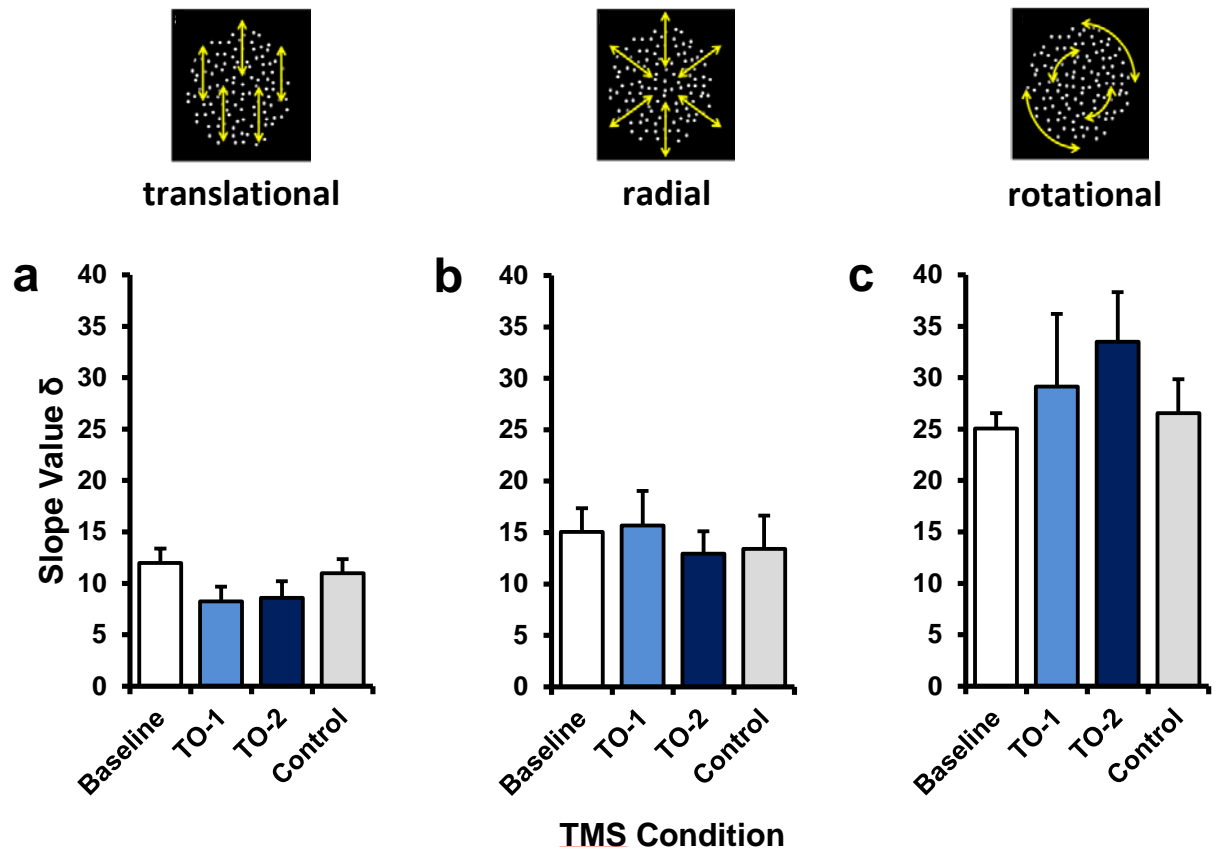 translational
radial
rotational
a
b
c
Slope Value δ
40
35
30
25
20
15
10
5
0
Baseline
TO-1
TO-2
Control
40
35
30
25
20
15
10
5
0
Baseline
TO-1
TO-2
Control
40
35
30
25
20
15
10
5
0
Baseline
TO-1
TO-2
Control
TMS Condition